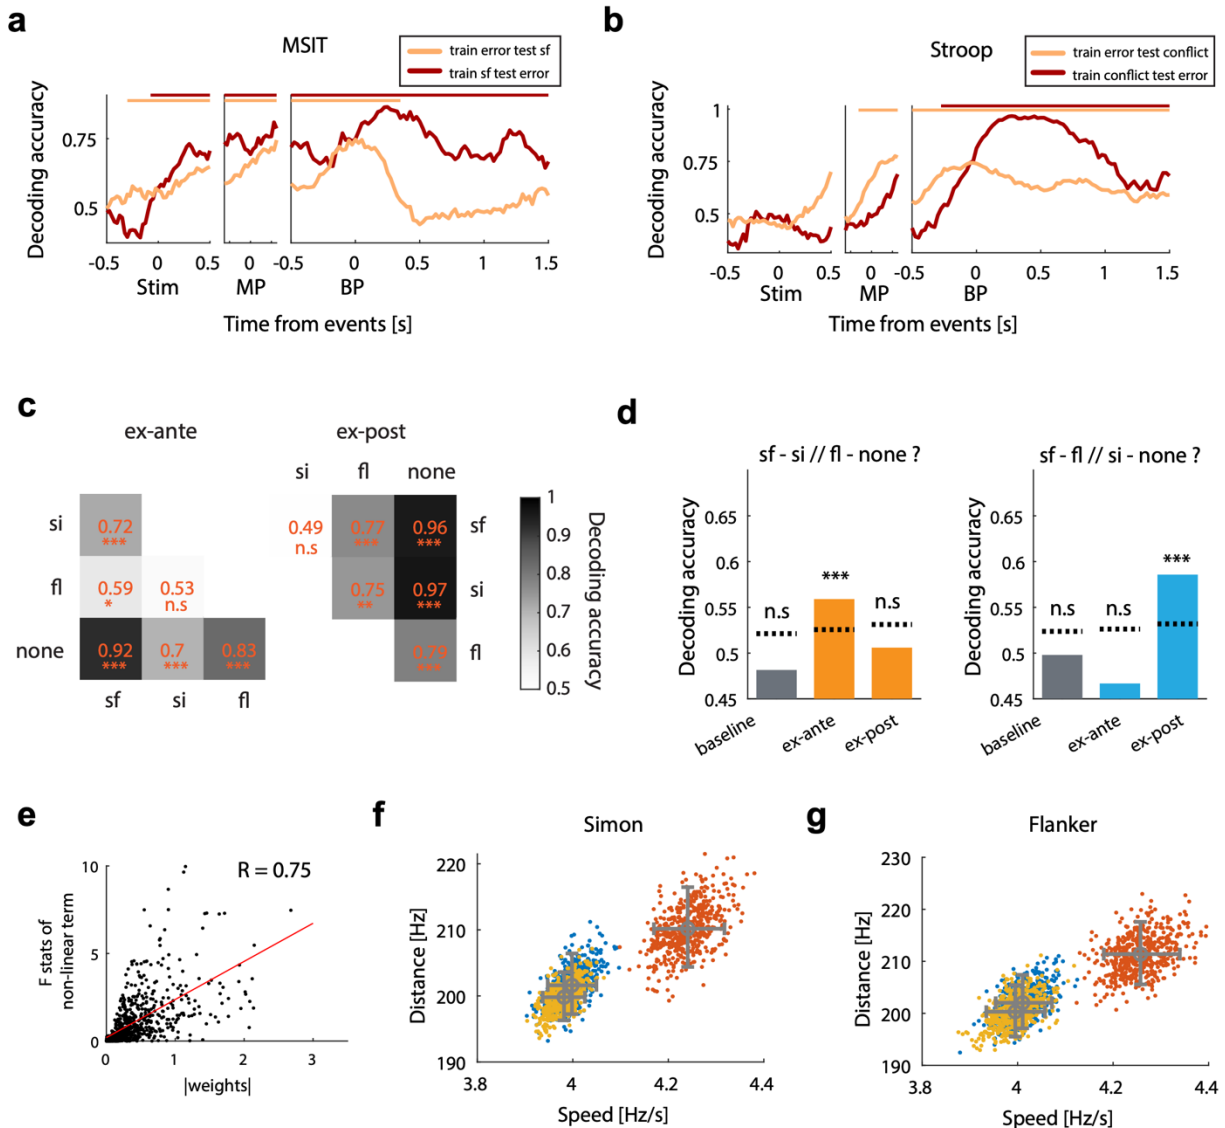 a
MSIT
train error test sf
train sf test error
Decoding accuracy
0.75
0.5
-0.5 0 0.5 0 -0.5 0 0.5 1 1.5
Stim MP BP
Time from events [s]
b
Stroop
train error test conflict
train conflict test error
Decoding accuracy
1
0.75
0.5
-0.5 0 0.5 0 -0.5 0 0.5 1 1.5
Stim MP BP
Time from events [s]
c
ex-ante
si 0.72
***
fl 0.59 0.53
* n.s
none 0.92 0.7 0.83
*** *** ***
sf si fl
ex-post
si fl none
0.49 0.77 0.96 sf
n.s *** ***
0.75 0.97 si
** ***
0.79 fl
***
1
0.9
0.8
0.7
0.6
0.5
Decoding accuracy
d
sf - si // fl - none ?
Decoding accuracy
0.65
0.6
0.55
0.5
0.45
n.s *** n.s
baseline ex-ante ex-post
sf - fl // si - none ?
Decoding accuracy
0.65
0.6
0.55
0.5
0.45
n.s n.s ***
baseline ex-ante ex-post
e
R = 0.75
F stats of
non-linear term
10
5
0
0 1 2 3
|weights|
f
Simon
Distance [Hz]
220
210
200
190
3.8 4 4.2 4.4
Speed [Hz/s]
g
Flanker
Distance [Hz]
230
220
210
200
190
3.8 4 4.2 4.4
Speed [Hz/s]